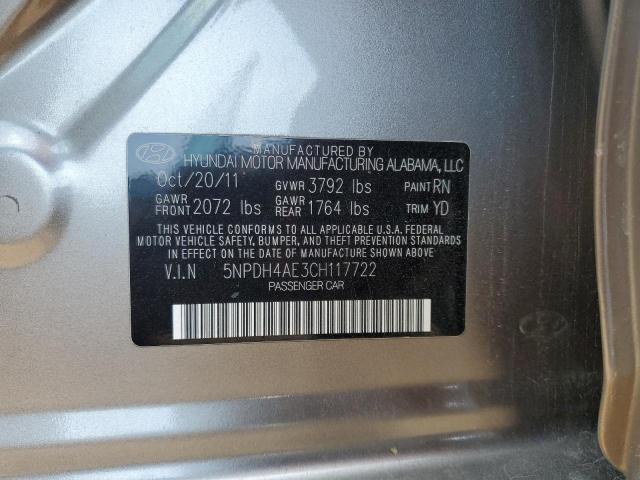 MANUFACTURED BY
HYUNDAI MOTOR MANUFACTURING ALABAMA, LLC
Oct/20/11 GVWR 3792 lbs PAINT RN
GAWR FRONT 2072 lbs GAWR REAR 1764 lbs TRIM YD
THIS VEHICLE CONFORMS TO ALL APPLICABLE U.S.A. FEDERAL
MOTOR VEHICLE SAFETY, BUMPER, AND THEFT PREVENTION STANDARDS
IN EFFECT ON THE DATE OF MANUFACTURE SHOWN ABOVE.
V.I.N 5NPDH4AE3CH117722
PASSENGER CAR